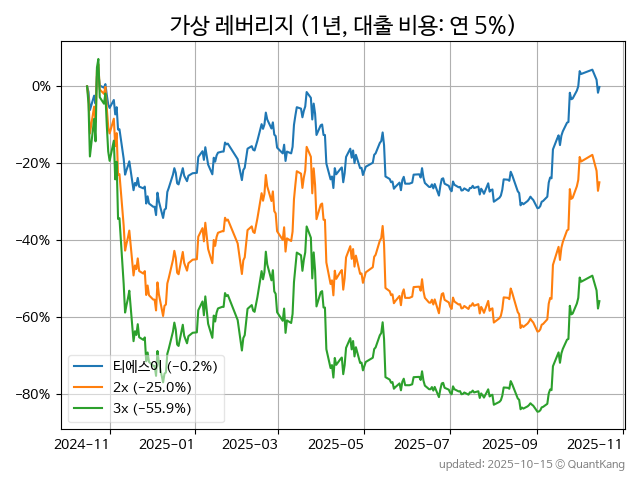 가상 레버리지 (1년, 대출 비용: 연 5%)
0%
−20%
−40%
−60%
−80%
티에스이 (−0.2%)
2x (−25.0%)
3x (−55.9%)
2024−11 2025−01 2025−03 2025−05 2025−07 2025−09 2025−11
updated: 2025-10-15 © QuantKang